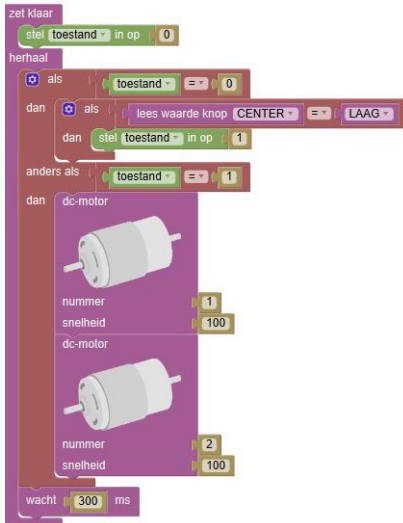 zet klaar
stel toestand in op 0
herhaal
als toestand = 0
dan als lees waarde knop CENTER = LAAG
dan stel toestand in op 1
anders als toestand = 1
dan dc-motor
nummer 1
snelheid 100
dc-motor
nummer 2
snelheid 100
wacht 300 ms